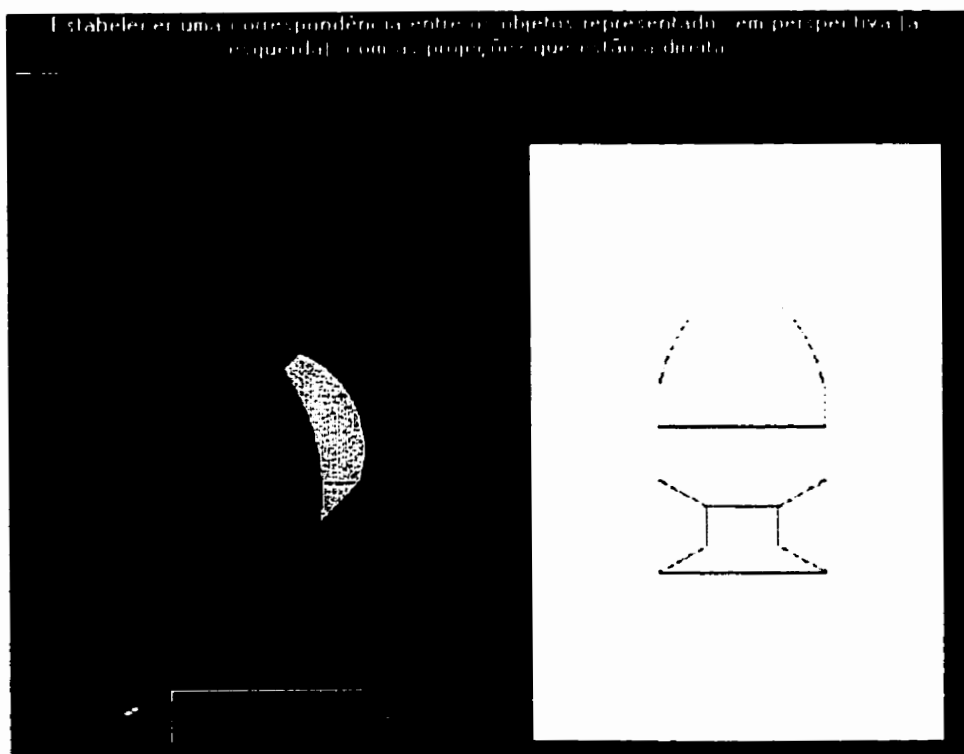 Estabelecer uma correspondência entre os objetos representados em perspectiva (à
esquerda) com as projeções que estão à direita